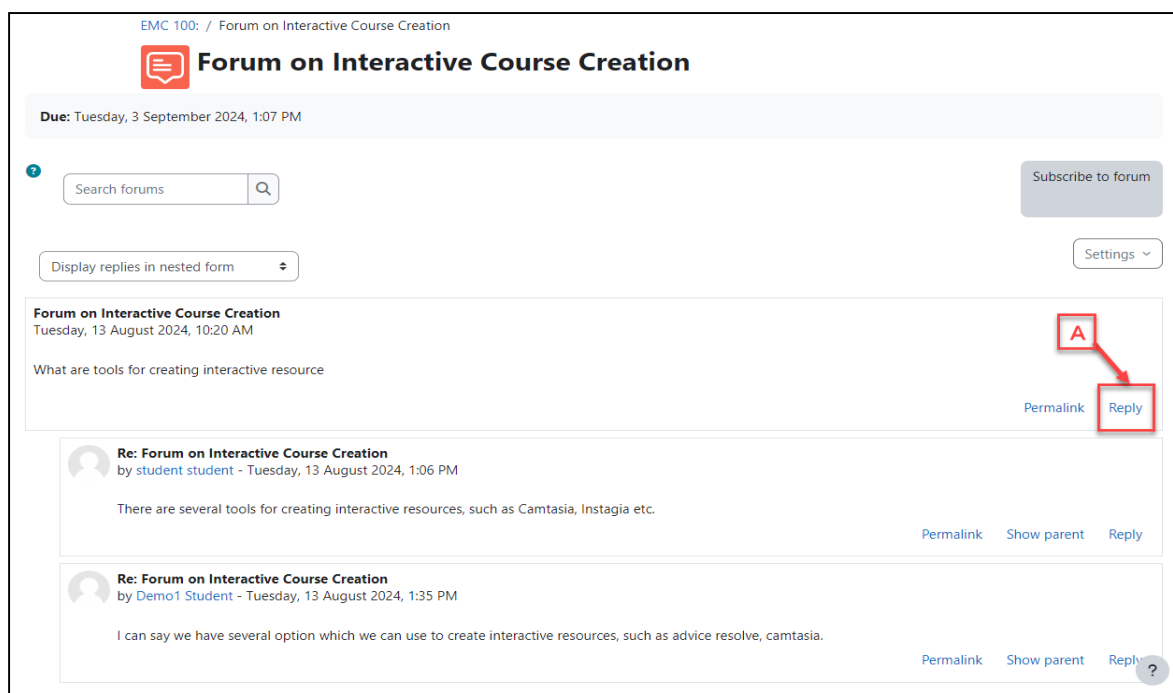 EMC 100: / Forum on Interactive Course Creation
Forum on Interactive Course Creation
Due: Tuesday, 3 September 2024, 1:07 PM
?
Search forums
Subscribe to forum
Display replies in nested form
Settings
Forum on Interactive Course Creation
Tuesday, 13 August 2024, 10:20 AM
A
What are tools for creating interactive resource
Permalink Reply
Re: Forum on Interactive Course Creation
by student student - Tuesday, 13 August 2024, 1:06 PM
There are several tools for creating interactive resources, such as Camtasia, Instagia etc.
Permalink Show parent Reply
Re: Forum on Interactive Course Creation
by Demo1 Student - Tuesday, 13 August 2024, 1:35 PM
I can say we have several option which we can use to create interactive resources, such as advice resolve, camtasia.
Permalink Show parent Reply
?